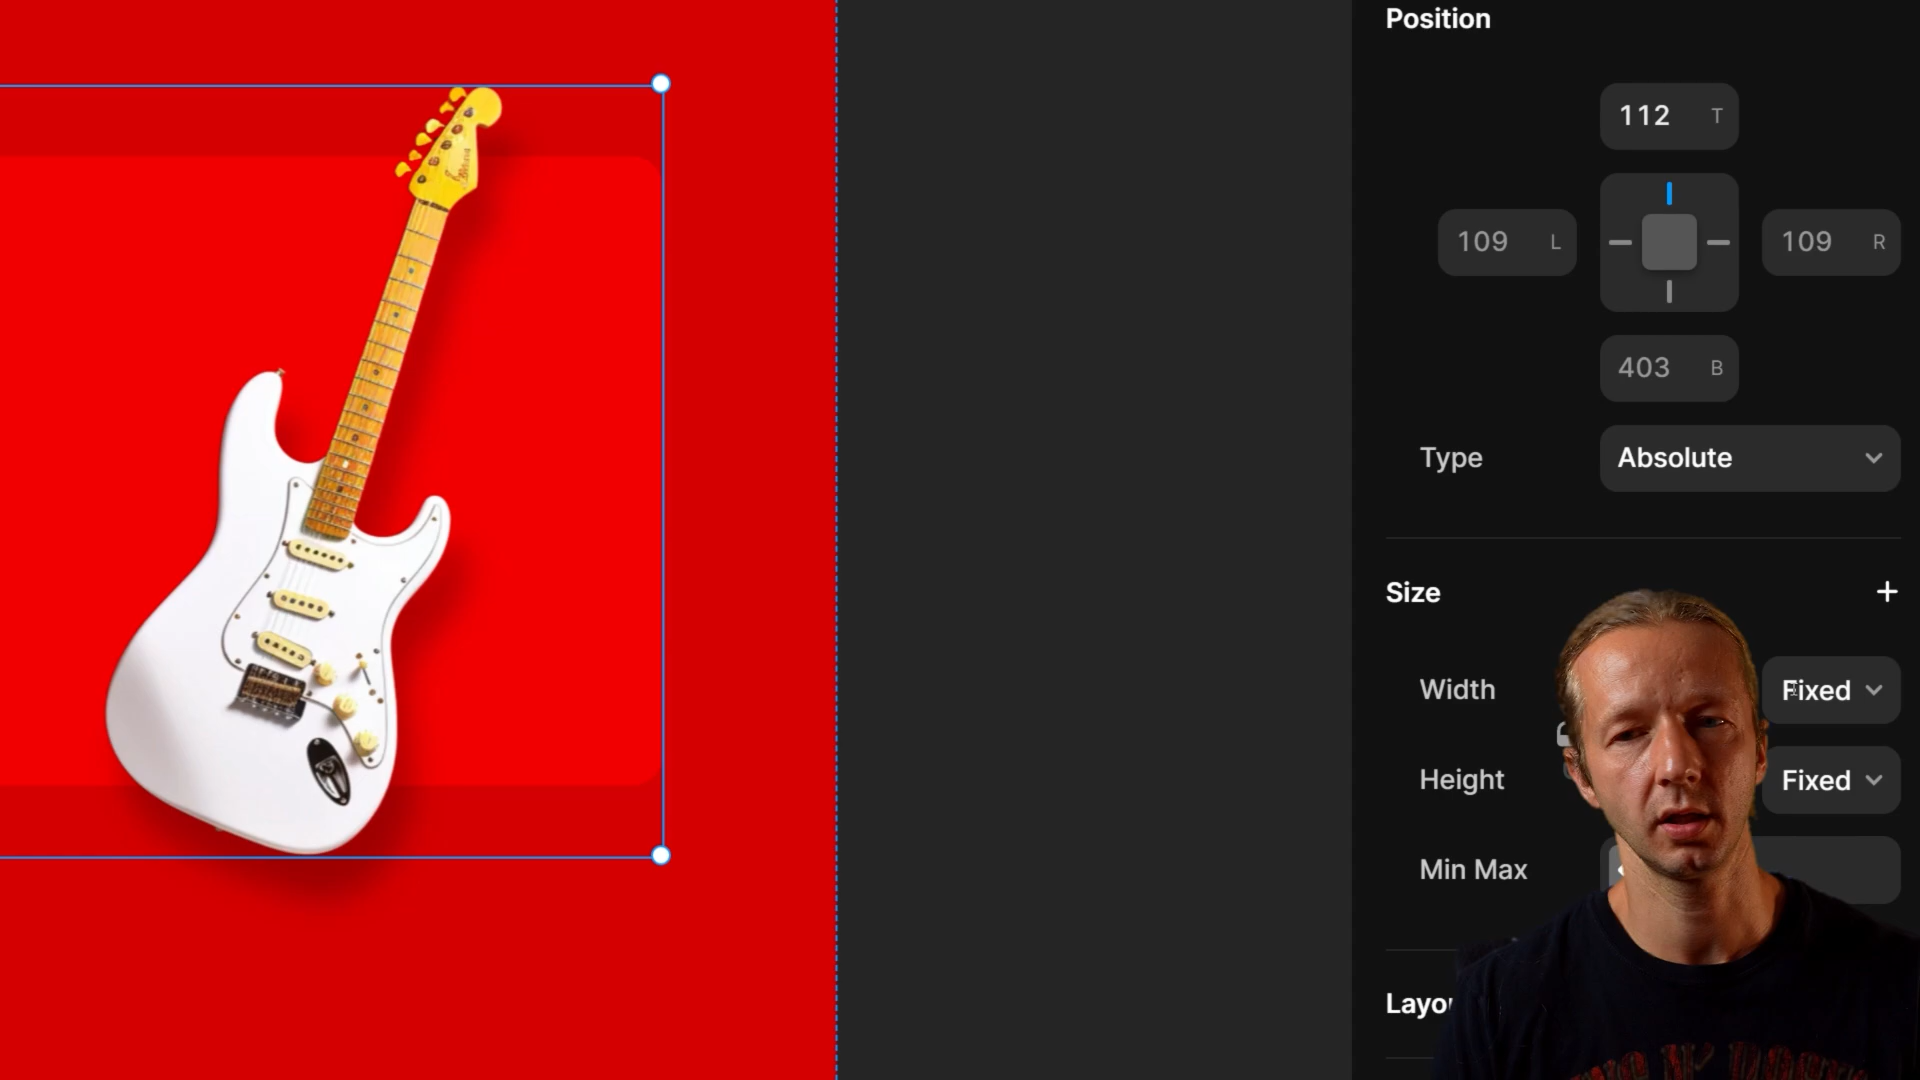 Position
112 T
109 L
109 R
403 B
Type
Absolute
Size
Width
Fixed
Height
Fixed
Min Max